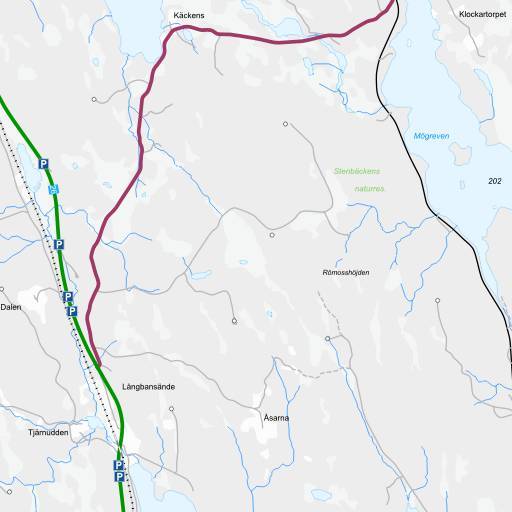 Käckens
Klockartorpet
Mögreven
P
Stenbäckens
naturres.
202
P
Römosshöjden
P
Dalen
P
Långbansände
Åsarna
Tjärnudden
P
P